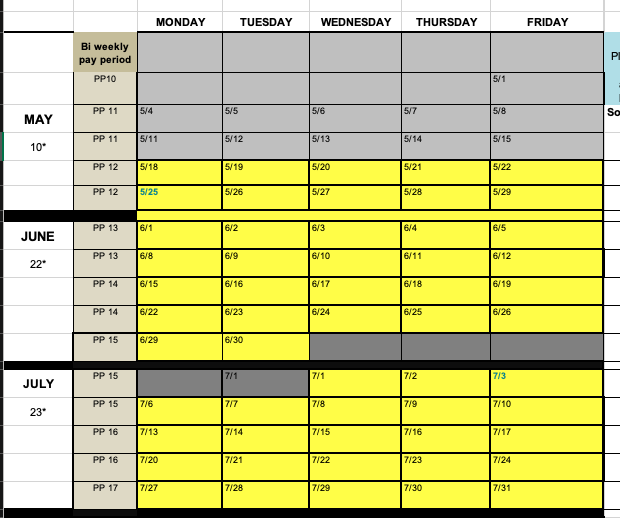 MONDAY TUESDAY WEDNESDAY THURSDAY FRIDAY
Bi weekly
pay period
PP10 5/1
MAY PP 11 5/4 5/5 5/6 5/7 5/8
10* PP 11 5/11 5/12 5/13 5/14 5/15
PP 12 5/18 5/19 5/20 5/21 5/22
PP 12 5/25 5/26 5/27 5/28 5/29
JUNE PP 13 6/1 6/2 6/3 6/4 6/5
22* PP 13 6/8 6/9 6/10 6/11 6/12
PP 14 6/15 6/16 6/17 6/18 6/19
PP 14 6/22 6/23 6/24 6/25 6/26
PP 15 6/29 6/30
JULY PP 15 7/1 7/1 7/2 7/3
23* PP 15 7/6 7/7 7/8 7/9 7/10
PP 16 7/13 7/14 7/15 7/16 7/17
PP 16 7/20 7/21 7/22 7/23 7/24
PP 17 7/27 7/28 7/29 7/30 7/31